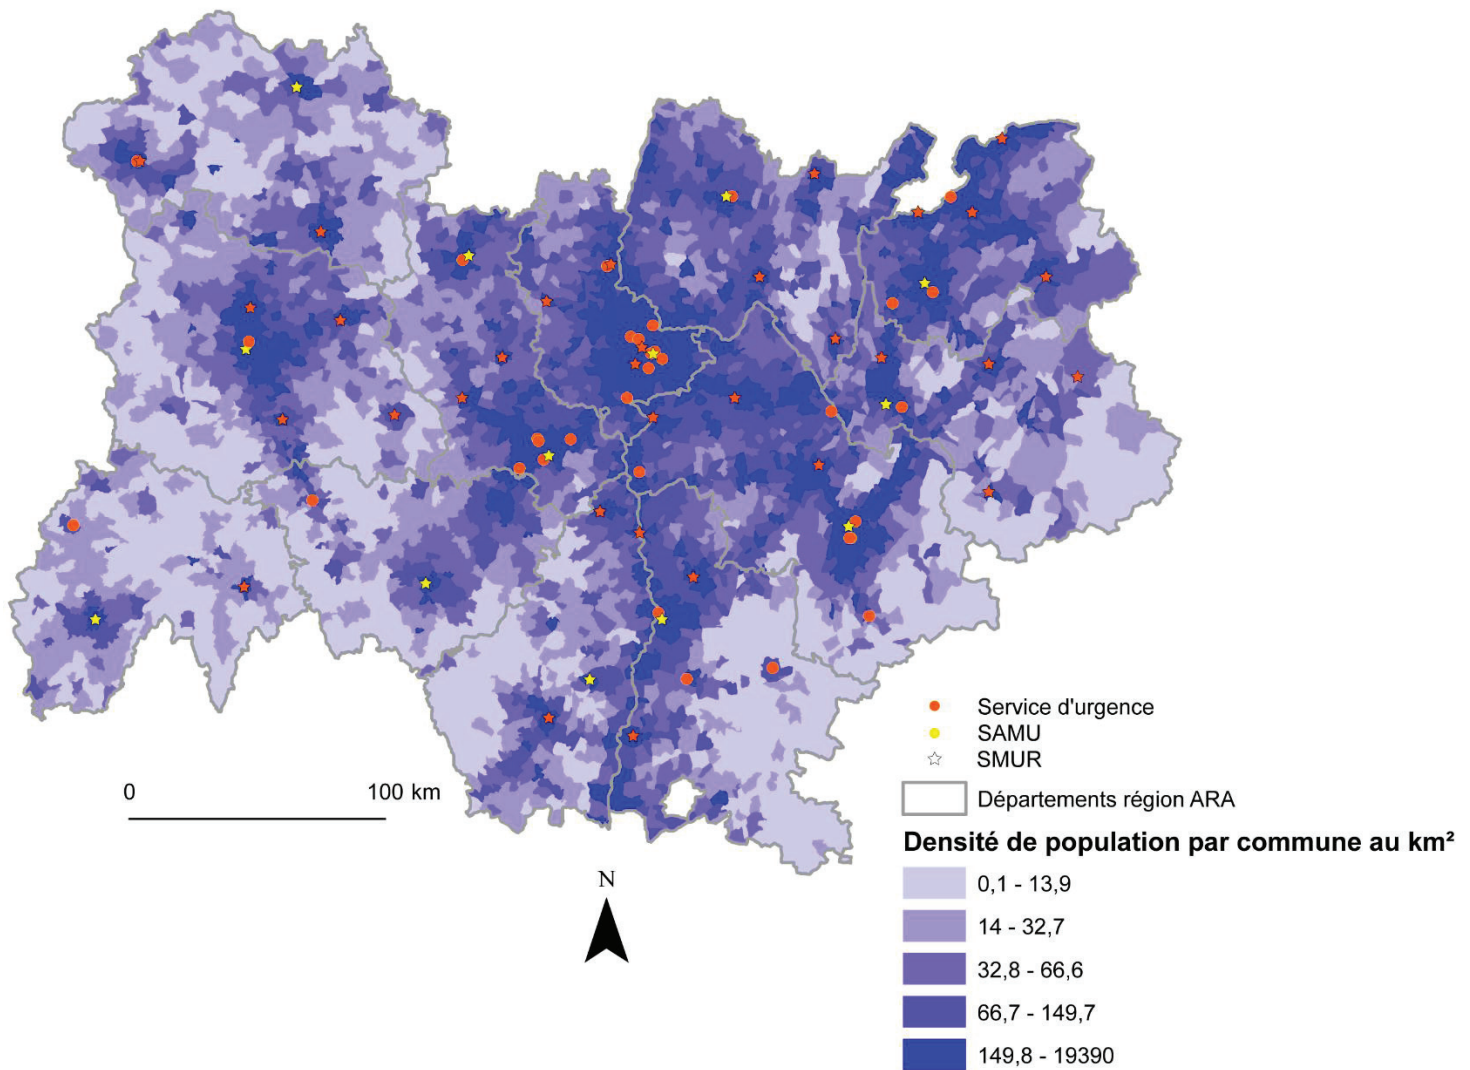 Service d'urgence
SAMU
SMUR
Départements région ARA
0 100 km
Densité de population par commune au km²
N
0,1 - 13,9
14 - 32,7
32,8 - 66,6
66,7 - 149,7
149,8 - 19390